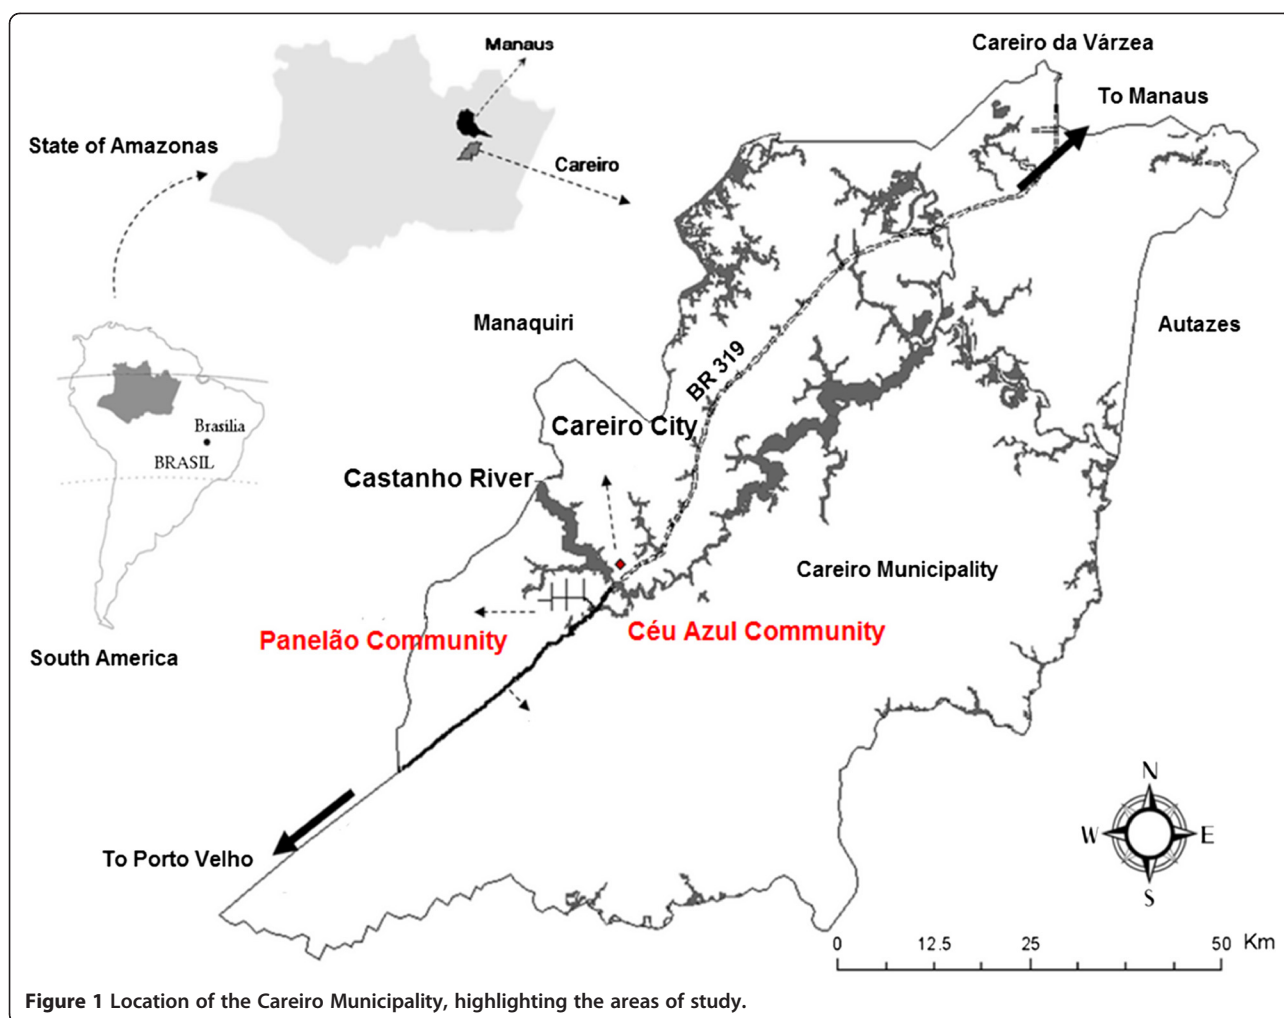 Manaus
Careiro da Várzea
To Manaus
State of Amazonas
Careiro
Manaquiri
Autazes
BR 319
Brasilia
BRASIL
Careiro City
Castanho River
Careiro Municipality
Panelão Community
Céu Azul Community
South America
N
W
E
S
To Porto Velho
0 12.5 25 50 Km
Figure 1 Location of the Careiro Municipality, highlighting the areas of study.